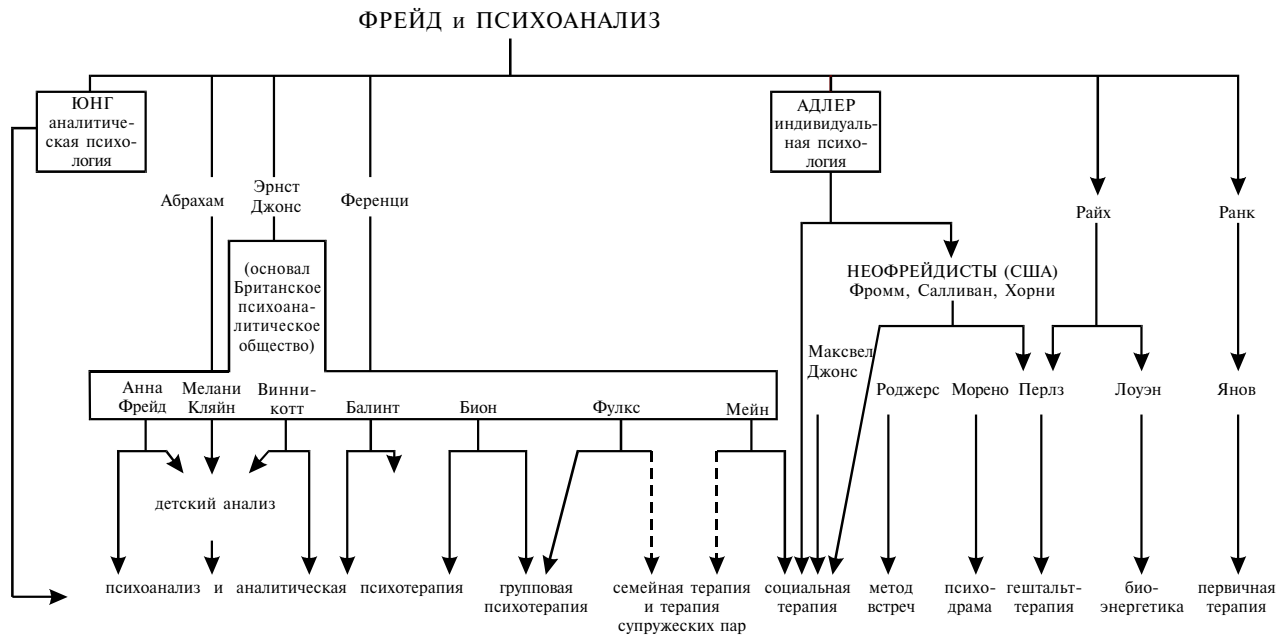 ФРЕЙД и ПСИХОАНАЛИЗ
ЮНГ
аналитиче-
ская психо-
логия
АДЛЕР
индивидуаль-
ная психо-
логия
Абрахам
Эрнст
Джонс
Ференци
Райх
Ранк
(основал
Британское
психоана-
литическое
общество)
НЕОФРЕЙДИСТЫ (США)
Фромм, Салливан, Хорни
Анна
Фрейд
Мелани
Кляйн
Винни-
котт
Балинт
Бион
Фулкс
Мейн
Максвел
Джонс
Роджерс
Морено
Перлз
Лоуэн
Янов
детский анализ
психоанализ и аналитическая психотерапия
групповая
психотерапия
семейная терапия
и терапия
супружеских пар
социальная
терапия
метод
встреч
психо-
драма
гештальт-
терапия
био-
энергетика
первичная
терапия